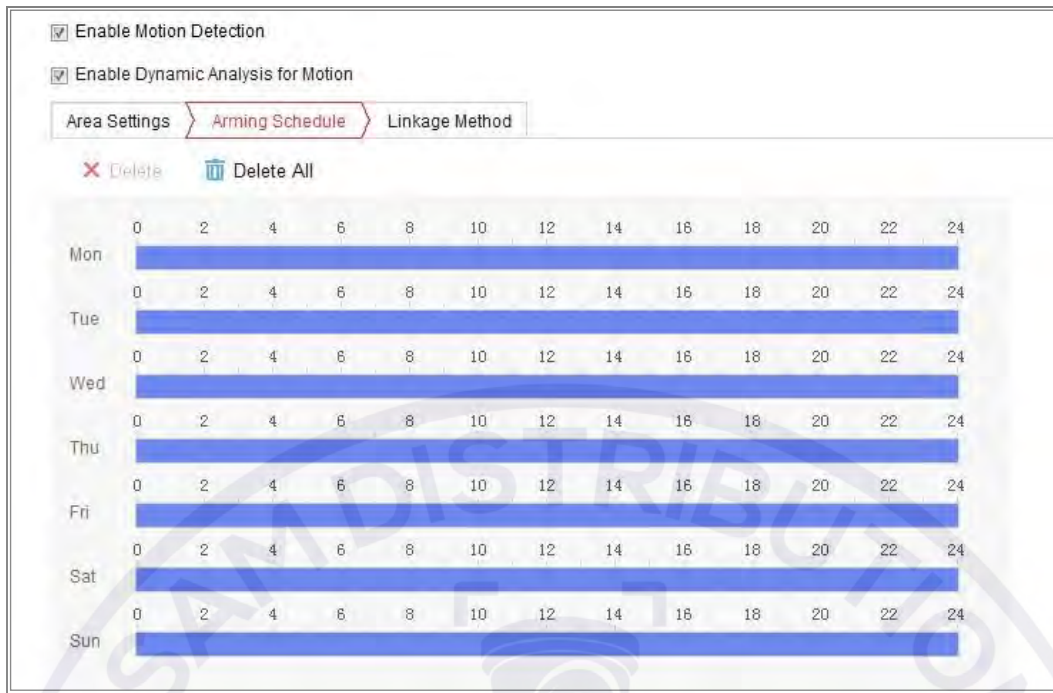 Enable Motion Detection
Enable Dynamic Analysis for Motion
Area Settings Arming Schedule Linkage Method
Delete Delete All
0 2 4 6 8 10 12 14 16 18 20 22 24
Mon
0 2 4 6 8 10 12 14 16 18 20 22 24
Tue
0 2 4 6 8 10 12 14 16 18 20 22 24
Wed
0 2 4 6 8 10 12 14 16 18 20 22 24
Thu
0 2 4 6 8 10 12 14 16 18 20 22 24
Fri
0 2 4 6 8 10 12 14 16 18 20 22 24
Sat
0 2 4 6 8 10 12 14 16 18 20 22 24
Sun
SAM DISTRIBUTION